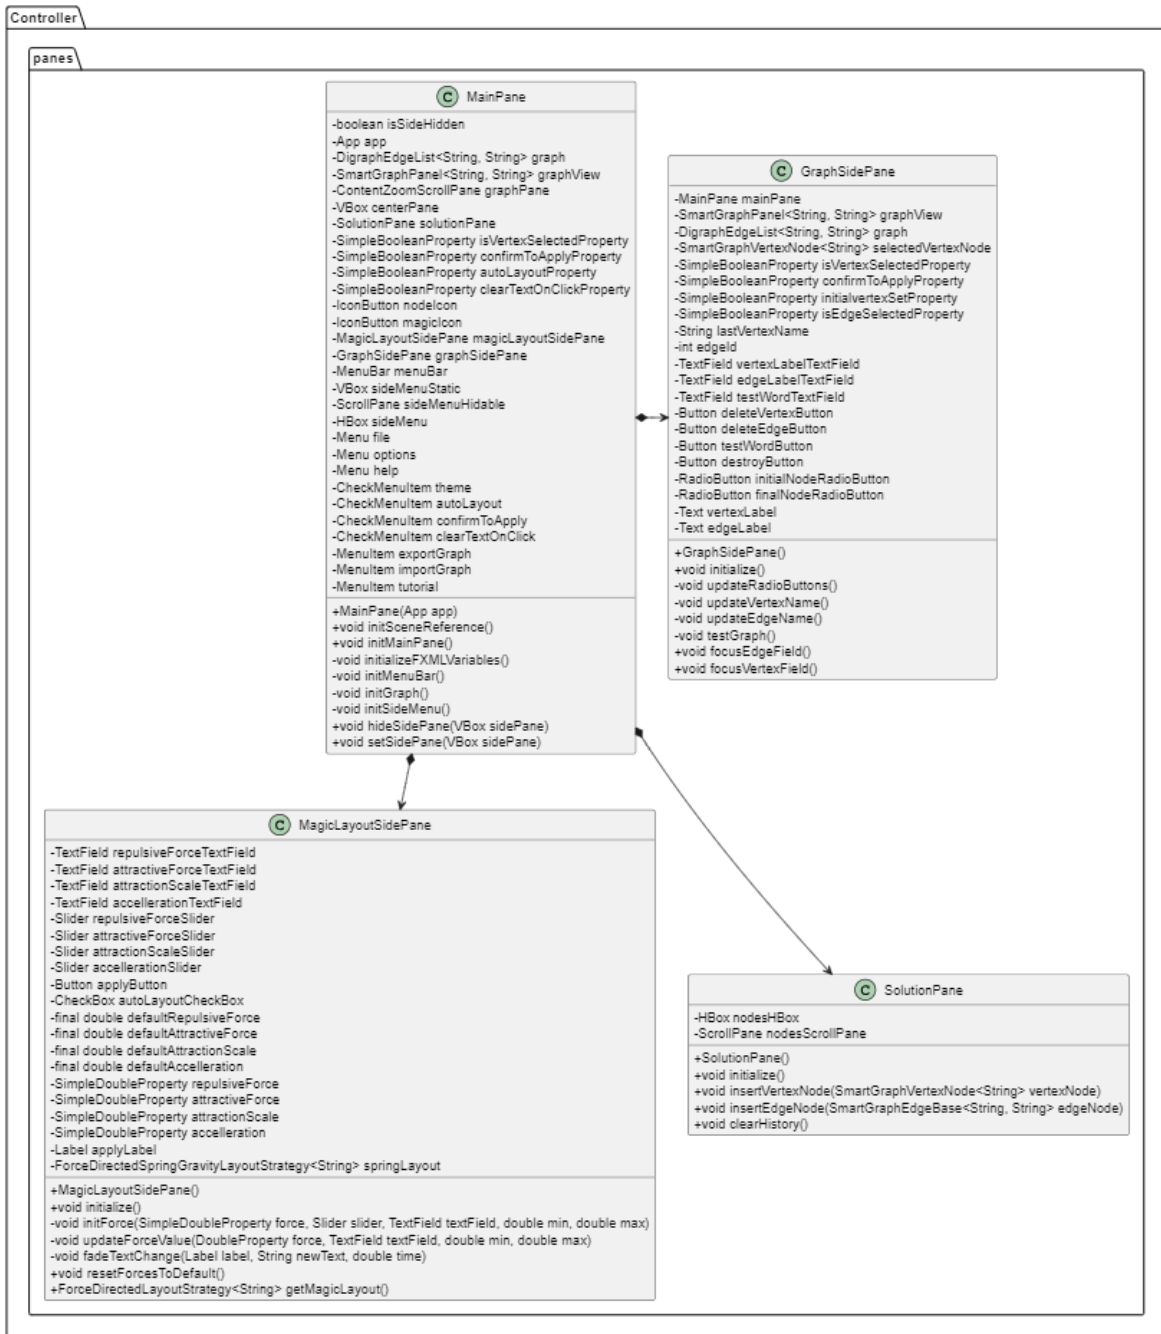 Controller
panes
C MainPane
-boolean isSideHidden
-App app
-DigraphEdgeList<String, String> graph
-SmartGraphPanel<String, String> graphView
-ContentZoomScrollPane graphPane
-VBox centerPane
-SolutionPane solutionPane
-SimpleBooleanProperty isVertexSelectedProperty
-SimpleBooleanProperty confirmToApplyProperty
-SimpleBooleanProperty autoLayoutProperty
-SimpleBooleanProperty clearTextOnClickProperty
-IconButton nodeIcon
-IconButton magicIcon
-MagicLayoutSidePane magicLayoutSidePane
-GraphSidePane graphSidePane
-MenuBar menuBar
-VBox sideMenuStatic
-ScrollPane sideMenuHidable
-HBox sideMenu
-Menu file
-Menu options
-Menu help
-CheckMenuItem theme
-CheckMenuItem autoLayout
-CheckMenuItem confirmToApply
-CheckMenuItem clearTextOnClick
-MenuItem exportGraph
-MenuItem importGraph
-MenuItem tutorial
+MainPane(App app)
+void initSceneReference()
+void initMainPane()
-void initializeFXMLVariables()
-void initMenuBar()
-void initGraph()
-void initSideMenu()
+void hideSidePane(VBox sidePane)
+void setSidePane(VBox sidePane)
C GraphSidePane
-MainPane mainPane
-SmartGraphPanel<String, String> graphView
-DigraphEdgeList<String, String> graph
-SmartGraphVertexNode<String> selectedVertexNode
-SimpleBooleanProperty isVertexSelectedProperty
-SimpleBooleanProperty confirmToApplyProperty
-SimpleBooleanProperty initialvertexSetProperty
-SimpleBooleanProperty isEdgeSelectedProperty
-String lastVertexName
-int edgeId
-TextField vertexLabelTextField
-TextField edgeLabelTextField
-TextField testWordTextField
-Button deleteVertexButton
-Button deleteEdgeButton
-Button testWordButton
-Button destroyButton
-RadioButton initialNodeRadioButton
-RadioButton finalNodeRadioButton
-Text vertexLabel
-Text edgeLabel
+GraphSidePane()
+void initialize()
-void updateRadioButtons()
-void updateVertexName()
-void updateEdgeName()
-void testGraph()
+void focusEdgeField()
+void focusVertexField()
C MagicLayoutSidePane
-TextField repulsiveForceTextField
-TextField attractiveForceTextField
-TextField attractionScaleTextField
-TextField accellerationTextField
-Slider repulsiveForceSlider
-Slider attractiveForceSlider
-Slider attractionScaleSlider
-Slider accellerationSlider
-Button applyButton
-CheckBox autoLayoutCheckBox
-final double defaultRepulsiveForce
-final double defaultAttractiveForce
-final double defaultAttractionScale
-final double defaultAccelleration
-SimpleDoubleProperty repulsiveForce
-SimpleDoubleProperty attractiveForce
-SimpleDoubleProperty attractionScale
-SimpleDoubleProperty accelleration
-Label applyLabel
-ForceDirectedSpringGravityLayoutStrategy<String> springLayout
+MagicLayoutSidePane()
+void initialize()
-void initForce(SimpleDoubleProperty force, Slider slider, TextField textField, double min, double max)
-void updateForceValue(DoubleProperty force, TextField textField, double min, double max)
-void fadeTextChange(Label label, String newText, double time)
+void resetForcesToDefault()
+ForceDirectedLayoutStrategy<String> getMagicLayout()
C SolutionPane
-HBox nodesHBox
-ScrollPane nodesScrollPane
+SolutionPane()
+void initialize()
+void insertVertexNode(SmartGraphVertexNode<String> vertexNode)
+void insertEdgeNode(SmartGraphEdgeBase<String, String> edgeNode)
+void clearHistory()